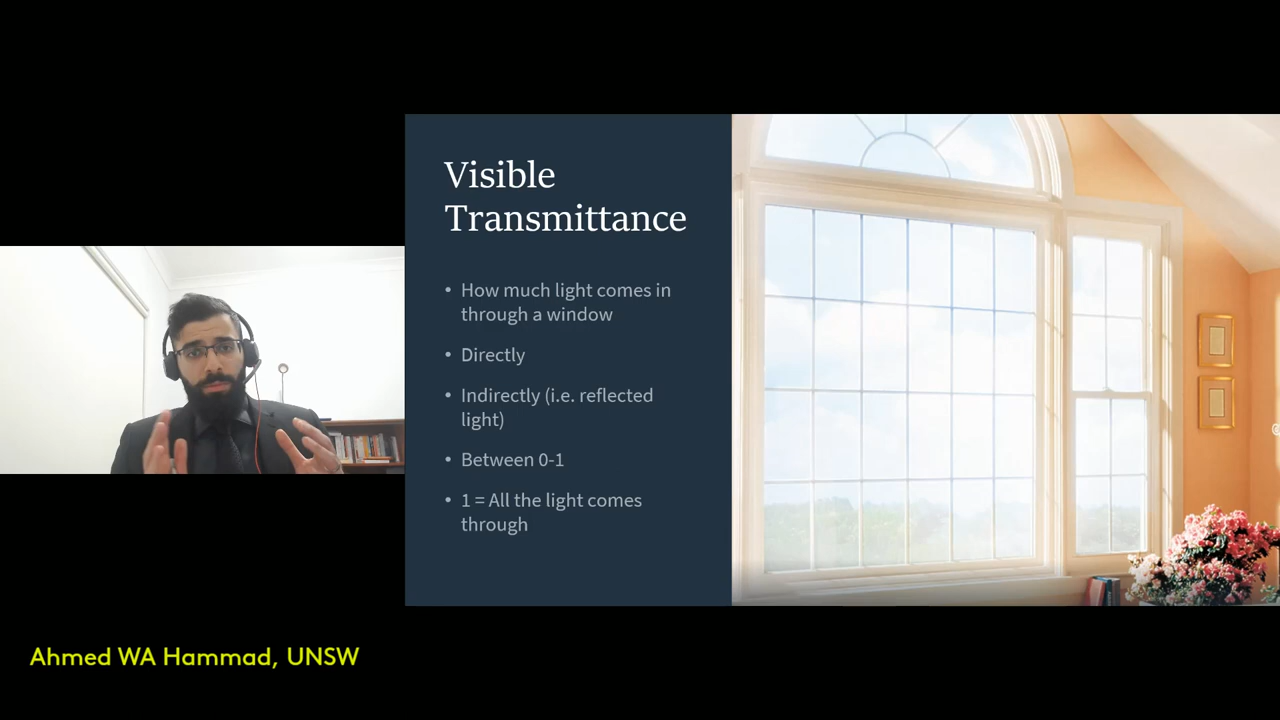 Visible
Transmittance
• How much light comes in
through a window
• Directly
• Indirectly (i.e. reflected
light)
• Between 0-1
• 1 = All the light comes
through
Ahmed WA Hammad, UNSW